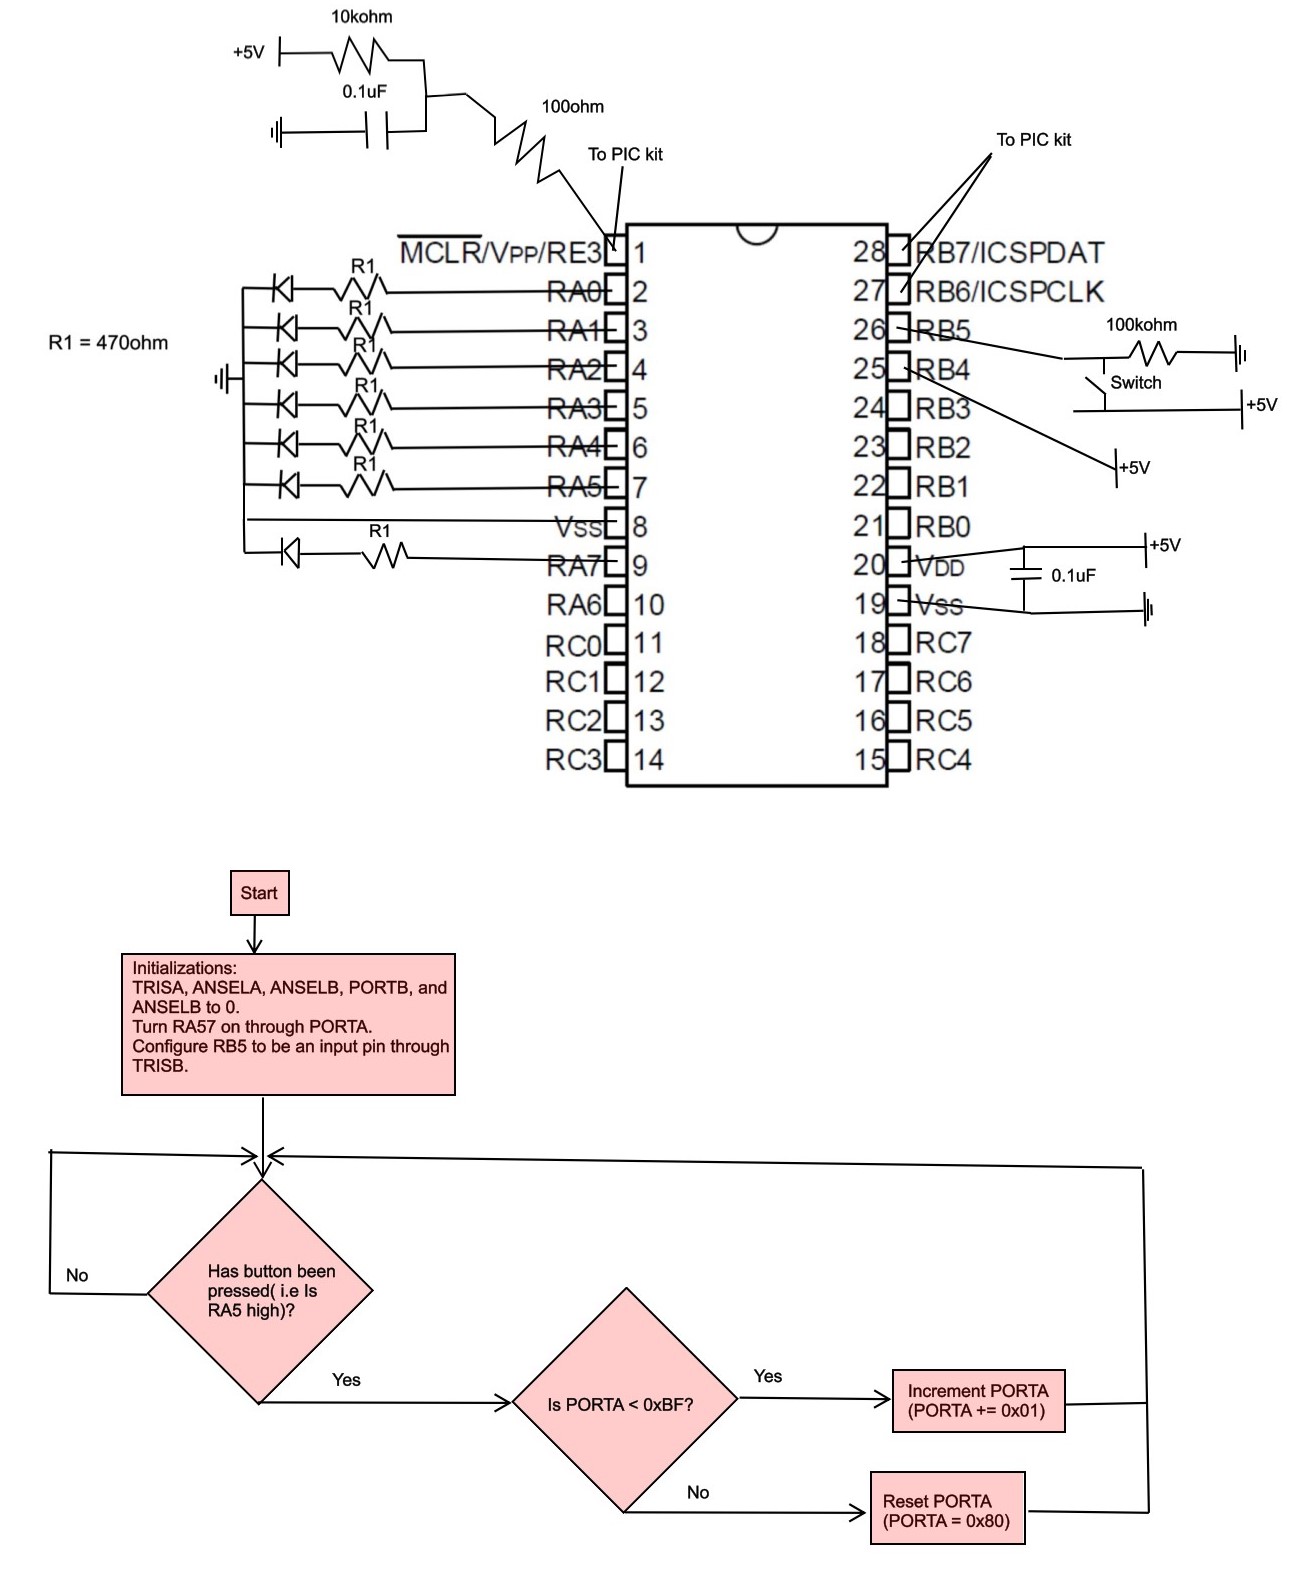 10kohm
+5V
0.1uF
100ohm
To PIC kit
To PIC kit
MCLR/VPP/RE3 1
28 RB7/ICSPDAT
R1
RA0 2
27 RB6/ICSPCLK
R1
RA1 3
26 RB5
100kohm
R1 = 470ohm
R1
RA2 4
25 RB4
Switch
+5V
R1
RA3 5
24 RB3
R1
RA4 6
23 RB2
+5V
R1
RA5 7
22 RB1
VSS 8
21 RB0
R1
RA7 9
20 VDD
+5V
0.1uF
RA6 10
19 VSS
RC0 11
18 RC7
RC1 12
17 RC6
RC2 13
16 RC5
RC3 14
15 RC4
Start
Initializations:
TRISA, ANSELA, ANSELB, PORTB, and
ANSELB to 0.
Turn RA57 on through PORTA.
Configure RB5 to be an input pin through
TRISB.
Has button been
pressed( i.e Is
RA5 high)?
No
Yes
Is PORTA < 0xBF?
Yes
Increment PORTA
(PORTA += 0x01)
No
Reset PORTA
(PORTA = 0x80)